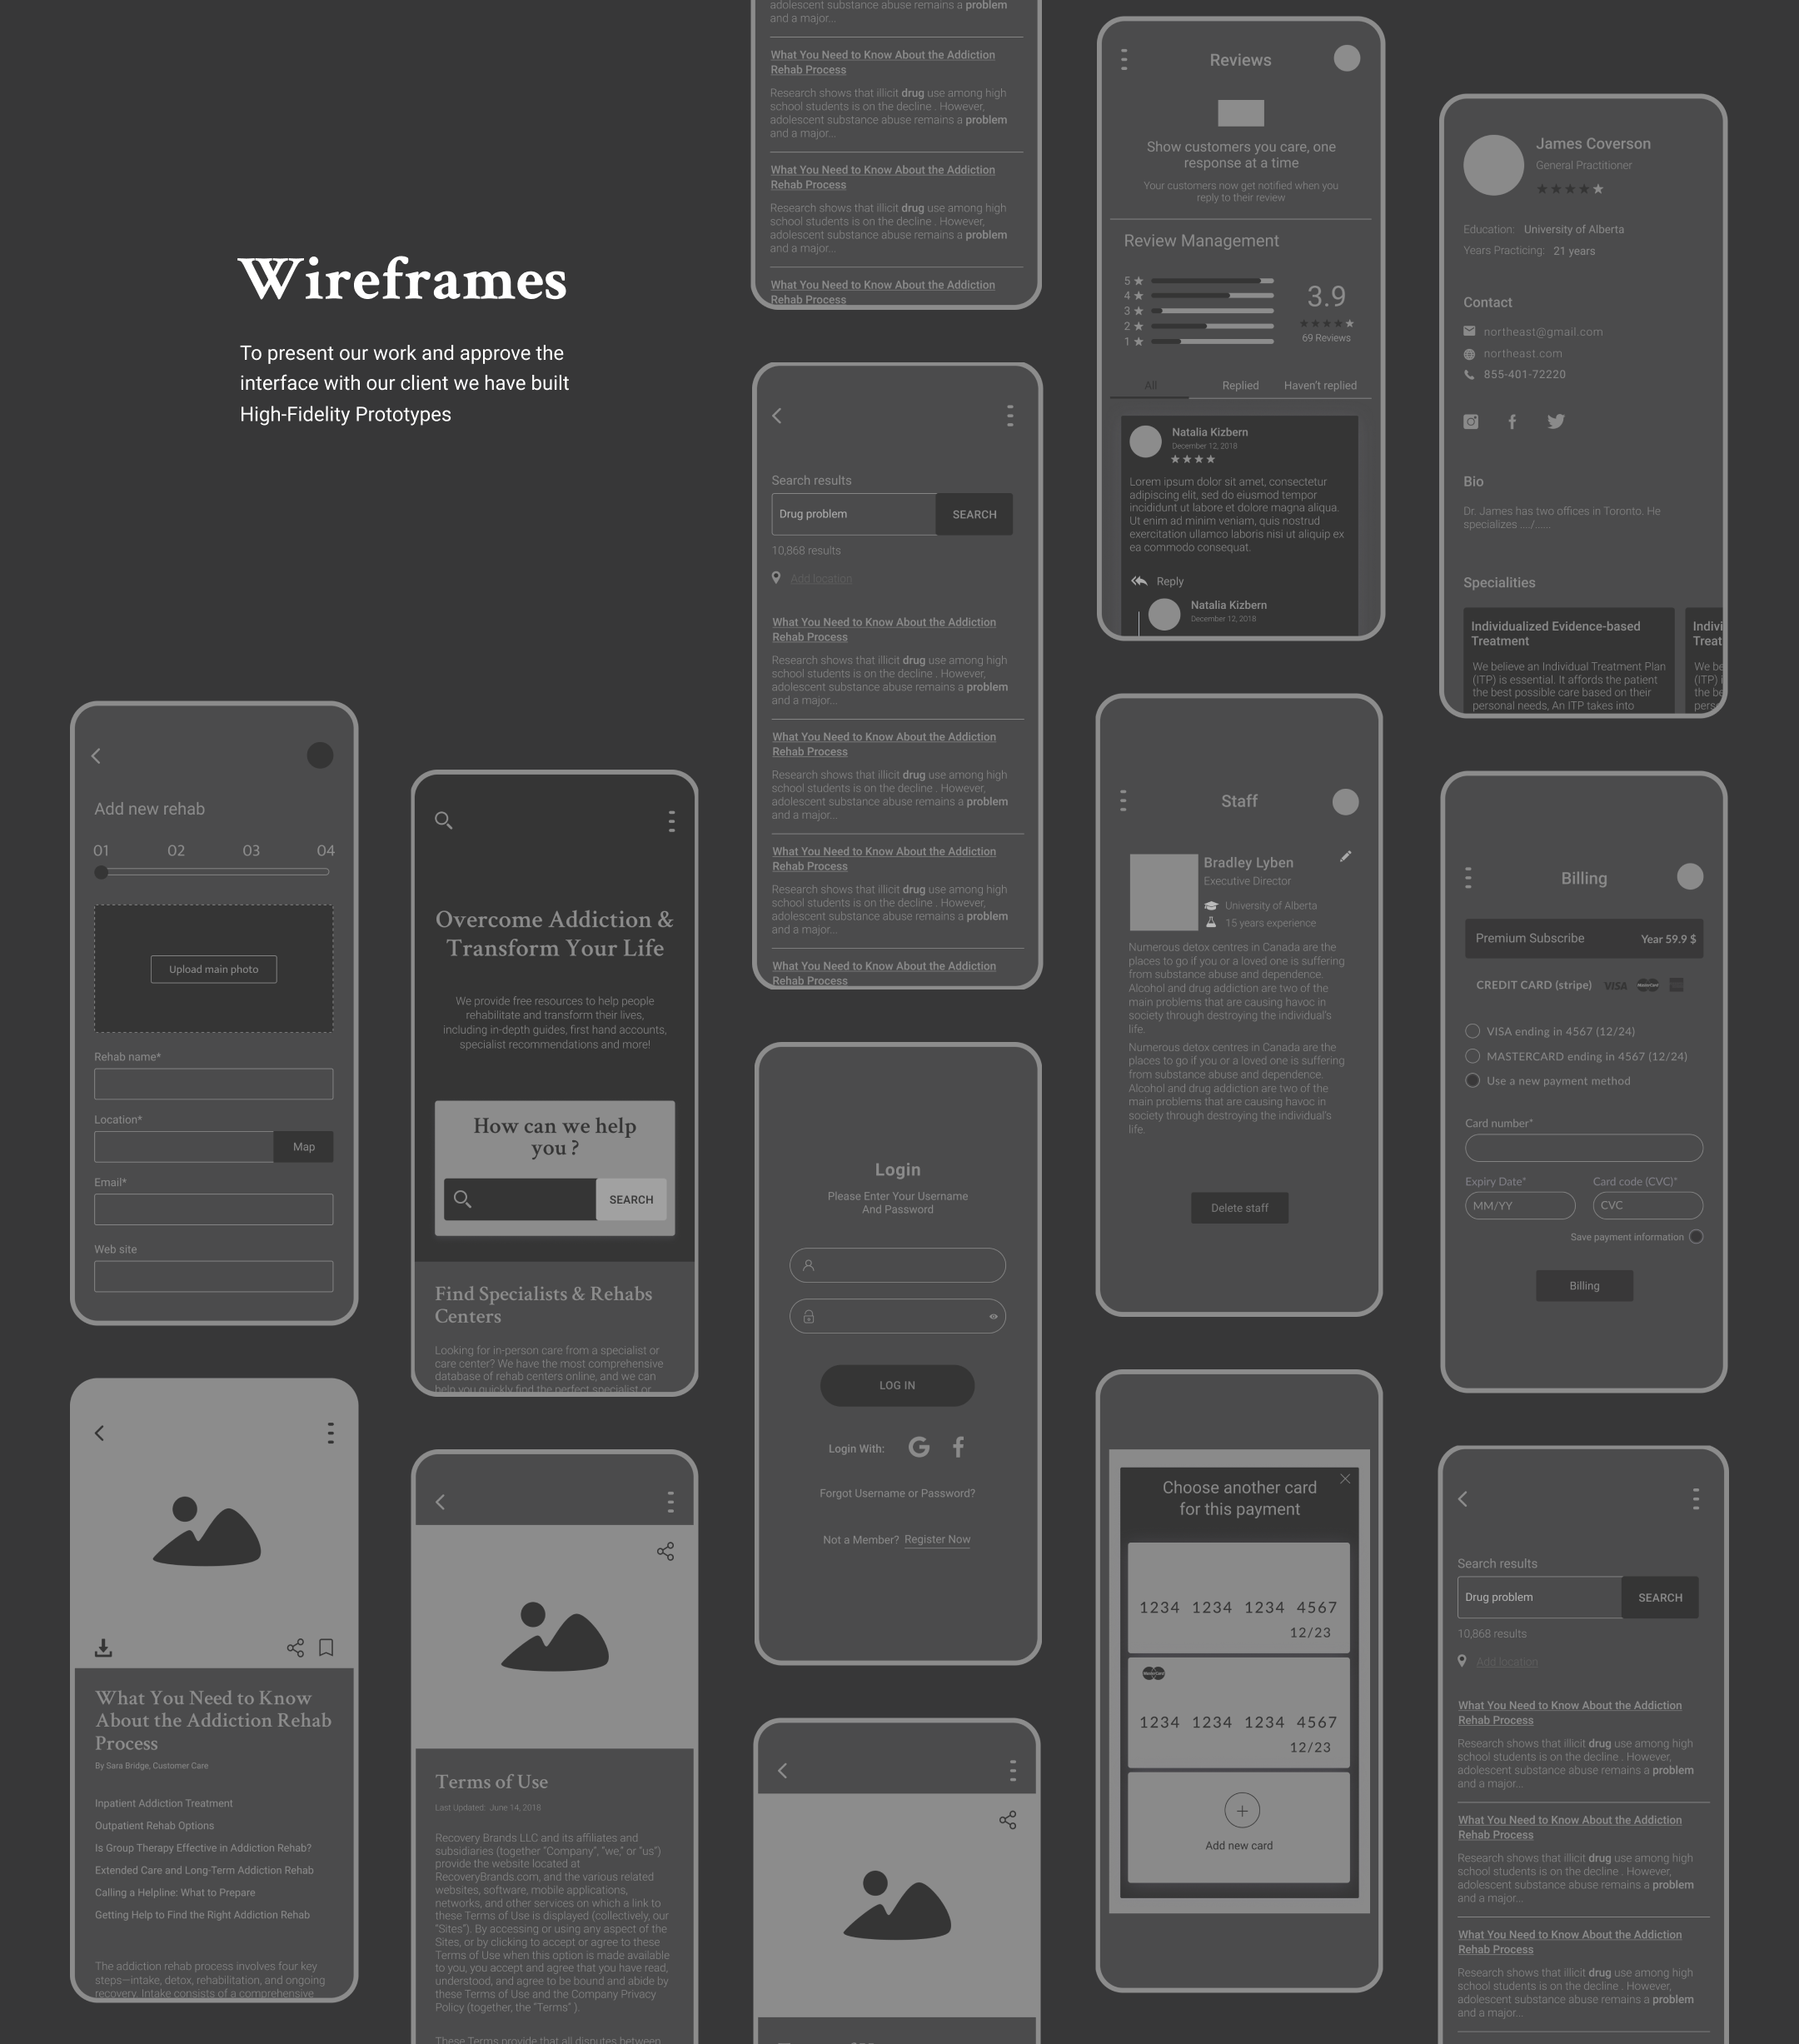 Wireframes
To present our work and approve the
interface with our client we have built
High-Fidelity Prototypes
Add new rehab
01 02 03 04
Upload main photo
Rehab name*
Location*
Map
Email*
Web site
What You Need to Know
About the Addiction Rehab
Process
By Sara Bridge, Customer Care
Inpatient Addiction Treatment
Outpatient Rehab Options
Is Group Therapy Effective in Addiction Rehab?
Extended Care and Long-Term Addiction Rehab
Calling a Helpline: What to Prepare
Getting Help to Find the Right Addiction Rehab
The addiction rehab process involves four key
steps—intake, detox, rehabilitation, and ongoing
recovery. Intake consists of a comprehensive
Overcome Addiction &
Transform Your Life
We provide free resources to help people
rehabilitate and transform their lives,
including in-depth guides, first hand accounts,
specialist recommendations and more!
How can we help
you ?
SEARCH
Find Specialists & Rehabs
Centers
Looking for in-person care from a specialist or
care center? We have the most comprehensive
database of rehab centers online, and we can
help you quickly find the perfect specialist or
Terms of Use
Last Updated: June 14, 2018
Recovery Brands LLC and its affiliates and
subsidiaries (together "Company", "we," or "us")
provide the website located at
RecoveryBrands.com, and the various related
websites, software, mobile applications,
networks, and other services on which a link to
these Terms of Use is displayed (collectively, our
"Sites"). By accessing or using any aspect of the
Sites, or by clicking to accept or agree to these
Terms of Use when this option is made available
to you, you accept and agree that you have read,
understood, and agree to be bound and abide by
these Terms of Use and the Company Privacy
Policy (together, the "Terms" ).
These Terms provide that all disputes between
adolescent substance abuse remains a problem
and a major...
What You Need to Know About the Addiction
Rehab Process
Research shows that illicit drug use among high
school students is on the decline . However,
adolescent substance abuse remains a problem
and a major...
What You Need to Know About the Addiction
Rehab Process
Research shows that illicit drug use among high
school students is on the decline . However,
adolescent substance abuse remains a problem
and a major...
What You Need to Know About the Addiction
Rehab Process
Search results
Drug problem
SEARCH
10,868 results
Add location
What You Need to Know About the Addiction
Rehab Process
Research shows that illicit drug use among high
school students is on the decline . However,
adolescent substance abuse remains a problem
and a major...
What You Need to Know About the Addiction
Rehab Process
Research shows that illicit drug use among high
school students is on the decline . However,
adolescent substance abuse remains a problem
and a major...
What You Need to Know About the Addiction
Rehab Process
Research shows that illicit drug use among high
school students is on the decline . However,
adolescent substance abuse remains a problem
and a major...
What You Need to Know About the Addiction
Rehab Process
Login
Please Enter Your Username
And Password
LOG IN
Login With: G f
Forgot Username or Password?
Not a Member? Register Now
Reviews
Show customers you care, one
response at a time
Your customers now get notified when you
reply to their review
Review Management
5
4
3
2
1
3.9
69 Reviews
All Replied Haven't replied
Natalia Kizbern
December 12, 2018
Lorem ipsum dolor sit amet, consectetur
adipiscing elit, sed do eiusmod tempor
incididunt ut labore et dolore magna aliqua.
Ut enim ad minim veniam, quis nostrud
exercitation ullamco laboris nisi ut aliquip ex
ea commodo consequat.
Reply
Natalia Kizbern
December 12, 2018
Staff
Bradley Lyben
Executive Director
University of Alberta
15 years experience
Numerous detox centres in Canada are the
places to go if you or a loved one is suffering
from substance abuse and dependence.
Alcohol and drug addiction are two of the
main problems that are causing havoc in
society through destroying the individual's
life.
Numerous detox centres in Canada are the
places to go if you or a loved one is suffering
from substance abuse and dependence.
Alcohol and drug addiction are two of the
main problems that are causing havoc in
society through destroying the individual's
life.
Delete staff
Choose another card
for this payment
1234 1234 1234 4567
12/23
1234 1234 1234 4567
12/23
Add new card
James Coverson
General Practitioner
Education: University of Alberta
Years Practicing: 21 years
Contact
northeast@gmail.com
northeast.com
855-401-72220
Bio
Dr. James has two offices in Toronto. He
specializes ..../......
Specialities
Individualized Evidence-based
Treatment
We believe an Individual Treatment Plan
(ITP) is essential. It affords the patient
the best possible care based on their
personal needs, An ITP takes into
Indivi
Treat
We be
(ITP) i
the be
perso
Billing
Premium Subscribe Year 59.9 $
CREDIT CARD (stripe) VISA
VISA ending in 4567 (12/24)
MASTERCARD ending in 4567 (12/24)
Use a new payment method
Card number*
Expiry Date* Card code (CVC)*
MM/YY CVC
Save payment information
Billing
Search results
Drug problem
SEARCH
10,868 results
Add location
What You Need to Know About the Addiction
Rehab Process
Research shows that illicit drug use among high
school students is on the decline . However,
adolescent substance abuse remains a problem
and a major...
What You Need to Know About the Addiction
Rehab Process
Research shows that illicit drug use among high
school students is on the decline . However,
adolescent substance abuse remains a problem
and a major...
What You Need to Know About the Addiction
Rehab Process
Research shows that illicit drug use among high
school students is on the decline . However,
adolescent substance abuse remains a problem
and a major...